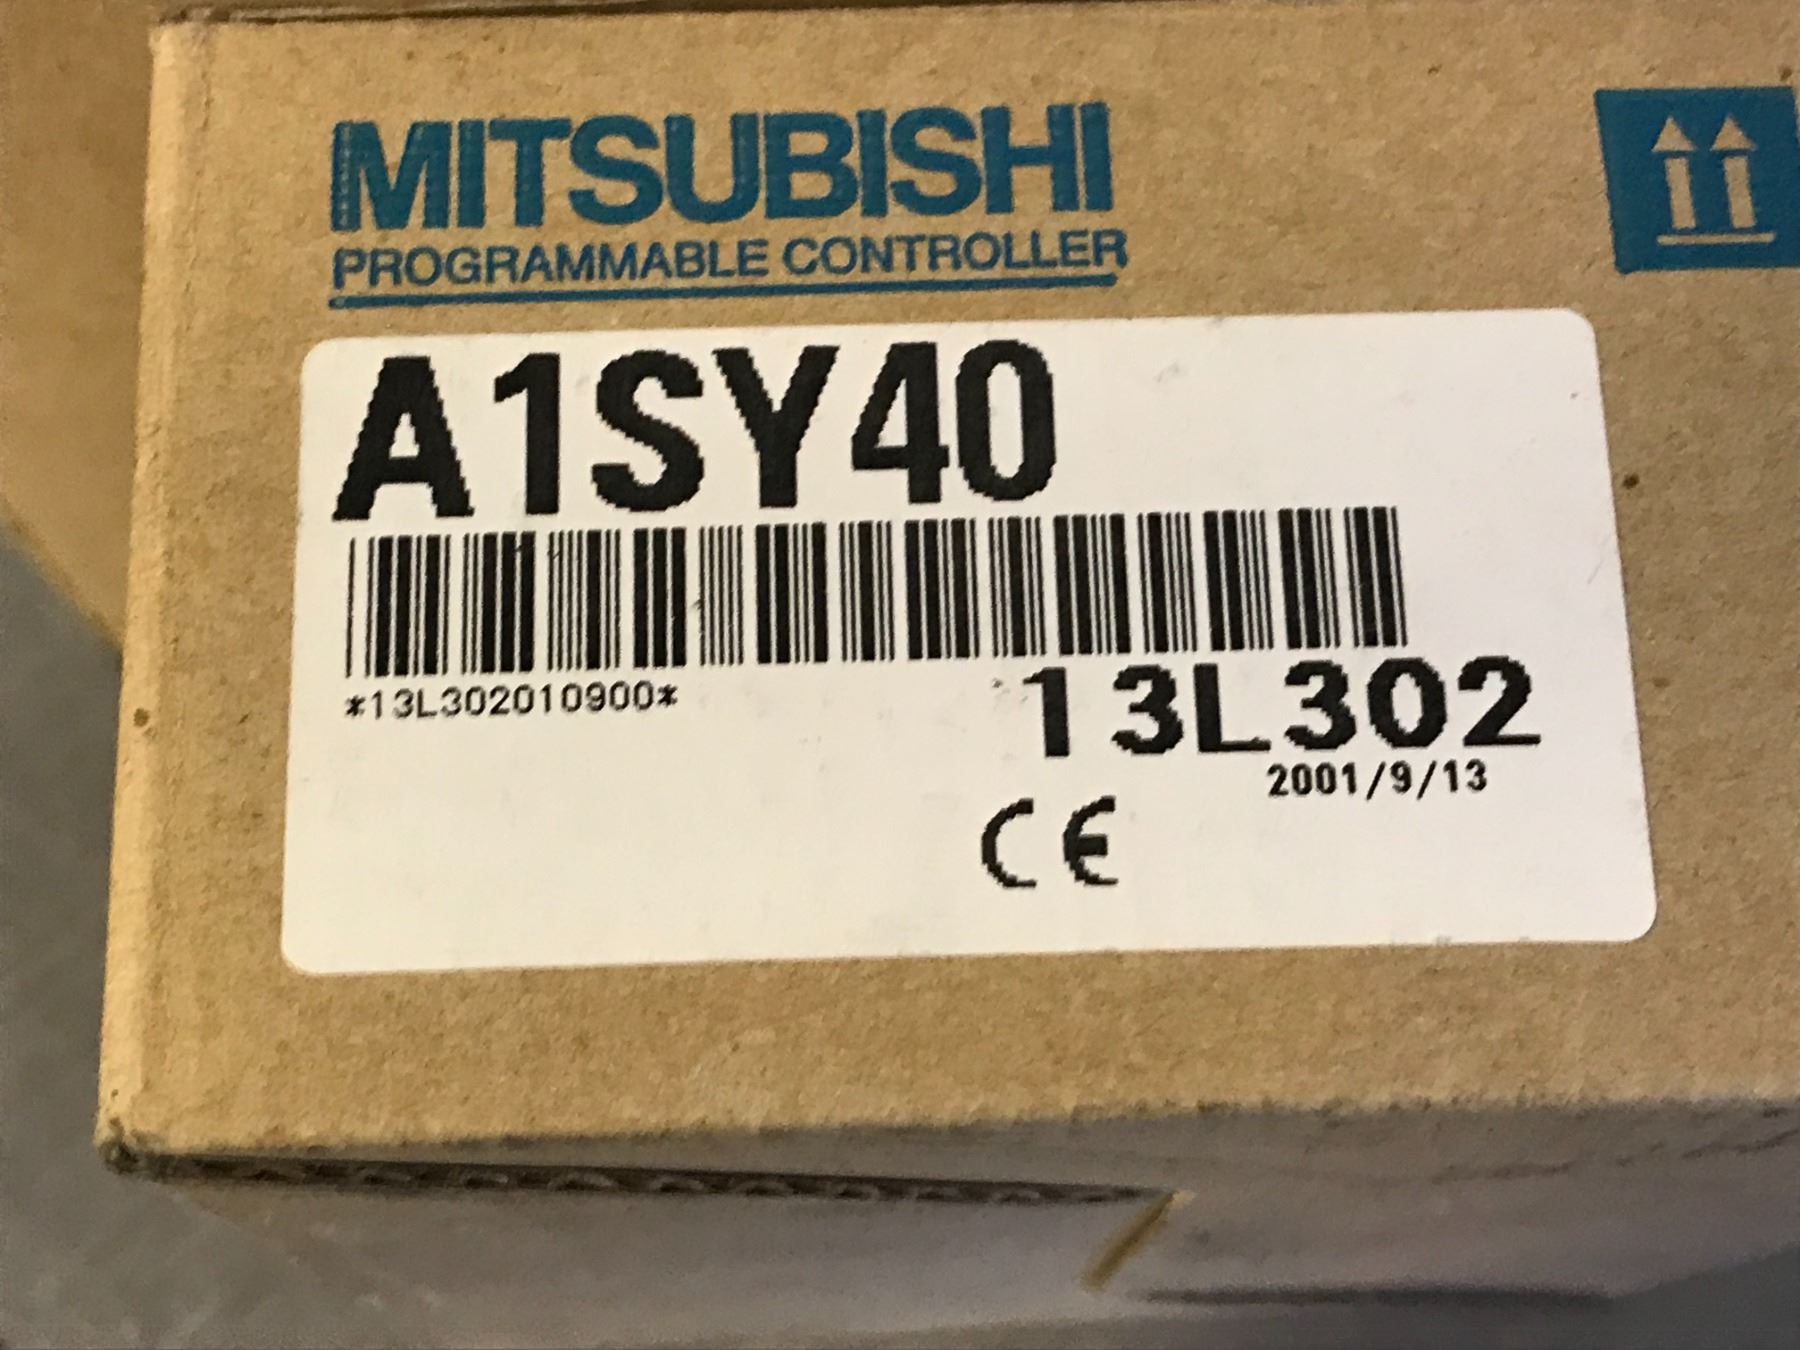 MITSUBISHI
PROGRAMMABLE CONTROLLER
A1SY40
*13L302010900*
13L302
2001/9/13
CE